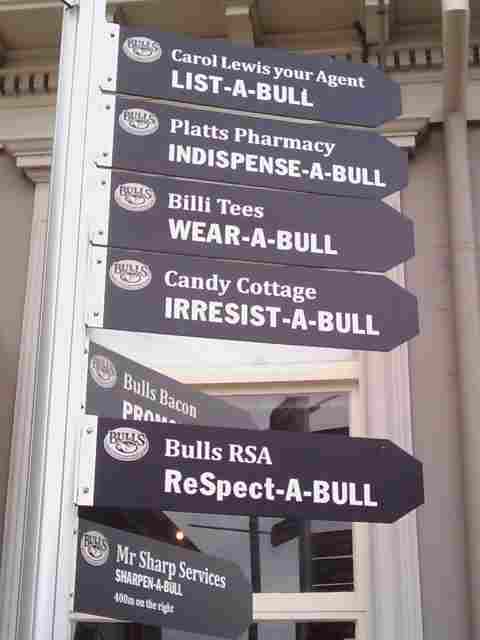 BULLS
Carol Lewis your Agent
LIST-A-BULL
BULLS
Platts Pharmacy
INDISPENSE-A-BULL
BULLS
Billi Tees
WEAR-A-BULL
BULLS
Candy Cottage
IRRESIST-A-BULL
BULLS
Bulls Bacon
BULLS
Bulls RSA
ReSpect-A-BULL
BULLS
Mr Sharp Services
SHARPEN-A-BULL
400m on the right